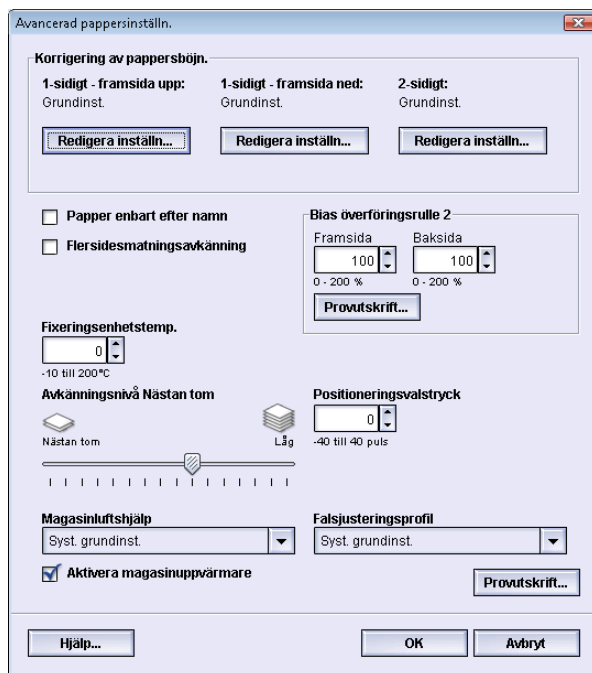 Avancerad pappersinställn.
Korrigering av pappersböjn.
1-sidigt - framsida upp: 1-sidigt - framsida ned: 2-sidigt:
Grundinst. Grundinst. Grundinst.
Redigera inställn... Redigera inställn... Redigera inställn...
Papper enbart efter namn
Flersidesmatningsavkänning
Bias överföringsrulle 2
Framsida Baksida
100 100
0 - 200 % 0 - 200 %
Provutskrift...
Fixeringsenhetstemp.
0
-10 till 200°C
Avkänningsnivå Nästan tom
Nästan tom Låg
Positioneringsvalstryck
0
-40 till 40 puls
Magasinluftshjälp Falsjusteringsprofil
Syst. grundinst. Syst. grundinst.
Aktivera magasinuppvärmare
Provutskrift...
Hjälp... OK Avbryt